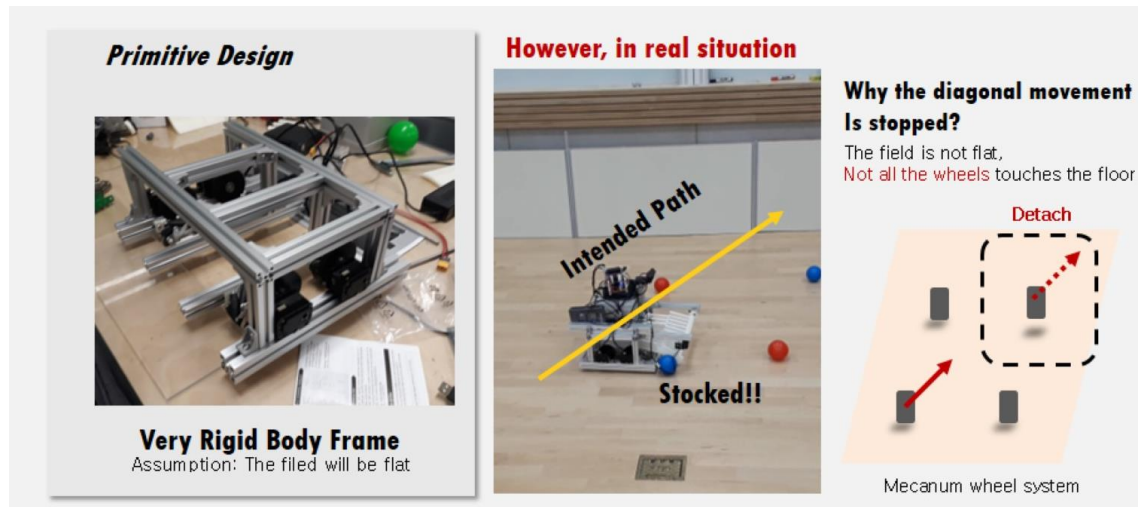 Primitive Design
Very Rigid Body Frame
Assumption: The filed will be flat
However, in real situation
Intended Path
Stocked!!
Why the diagonal movement
Is stopped?
The field is not flat,
Not all the wheels touches the floor
Detach
Mecanum wheel system